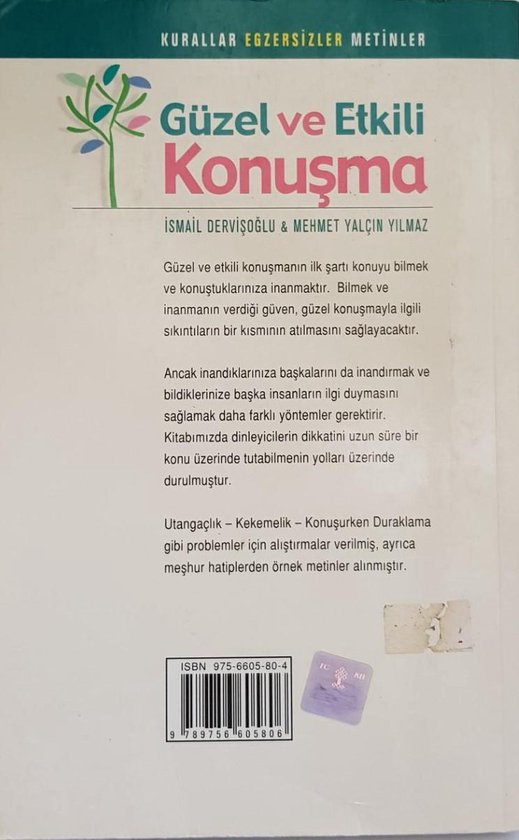 KURALLAR EGZERSİZLER METİNLER
Güzel ve Etkili
Konuşma
İSMAİL DERVİŞOĞLU & MEHMET YALÇIN YILMAZ
Güzel ve etkili konuşmanın ilk şartı konuyu bilmek
ve konuştuklarınıza inanmaktır. Bilmek ve
inanmanın verdiği güven, güzel konuşmayla ilgili
sıkıntıların bir kısmının atılmasını sağlayacaktır.
Ancak inandıklarınıza başkalarını da inandırmak ve
bildiklerinize başka insanların ilgi duymasını
sağlamak daha farklı yöntemler gerektirir.
Kitabımızda dinleyicilerin dikkatini uzun süre bir
konu üzerinde tutabilmenin yolları üzerinde
durulmuştur.
Utangaçlık – Kekemelik – Konuşurken Duraklama
gibi problemler için alıştırmalar verilmiş, ayrıca
meşhur hatiplerden örnek metinler alınmıştır.
ISBN 975-6605-80-4
9 789756 605806
TC KB